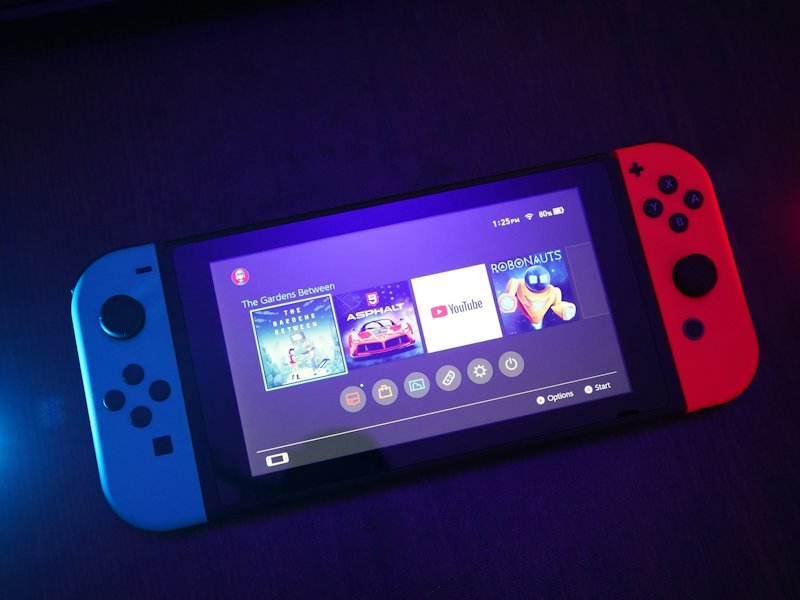 1:25PM 80%
The Gardens Between
THE
GARDENS
BETWEEN
9
ASPHALT
YouTube
ROBONAUTS
+ Options
A Start
X
Y
A
B